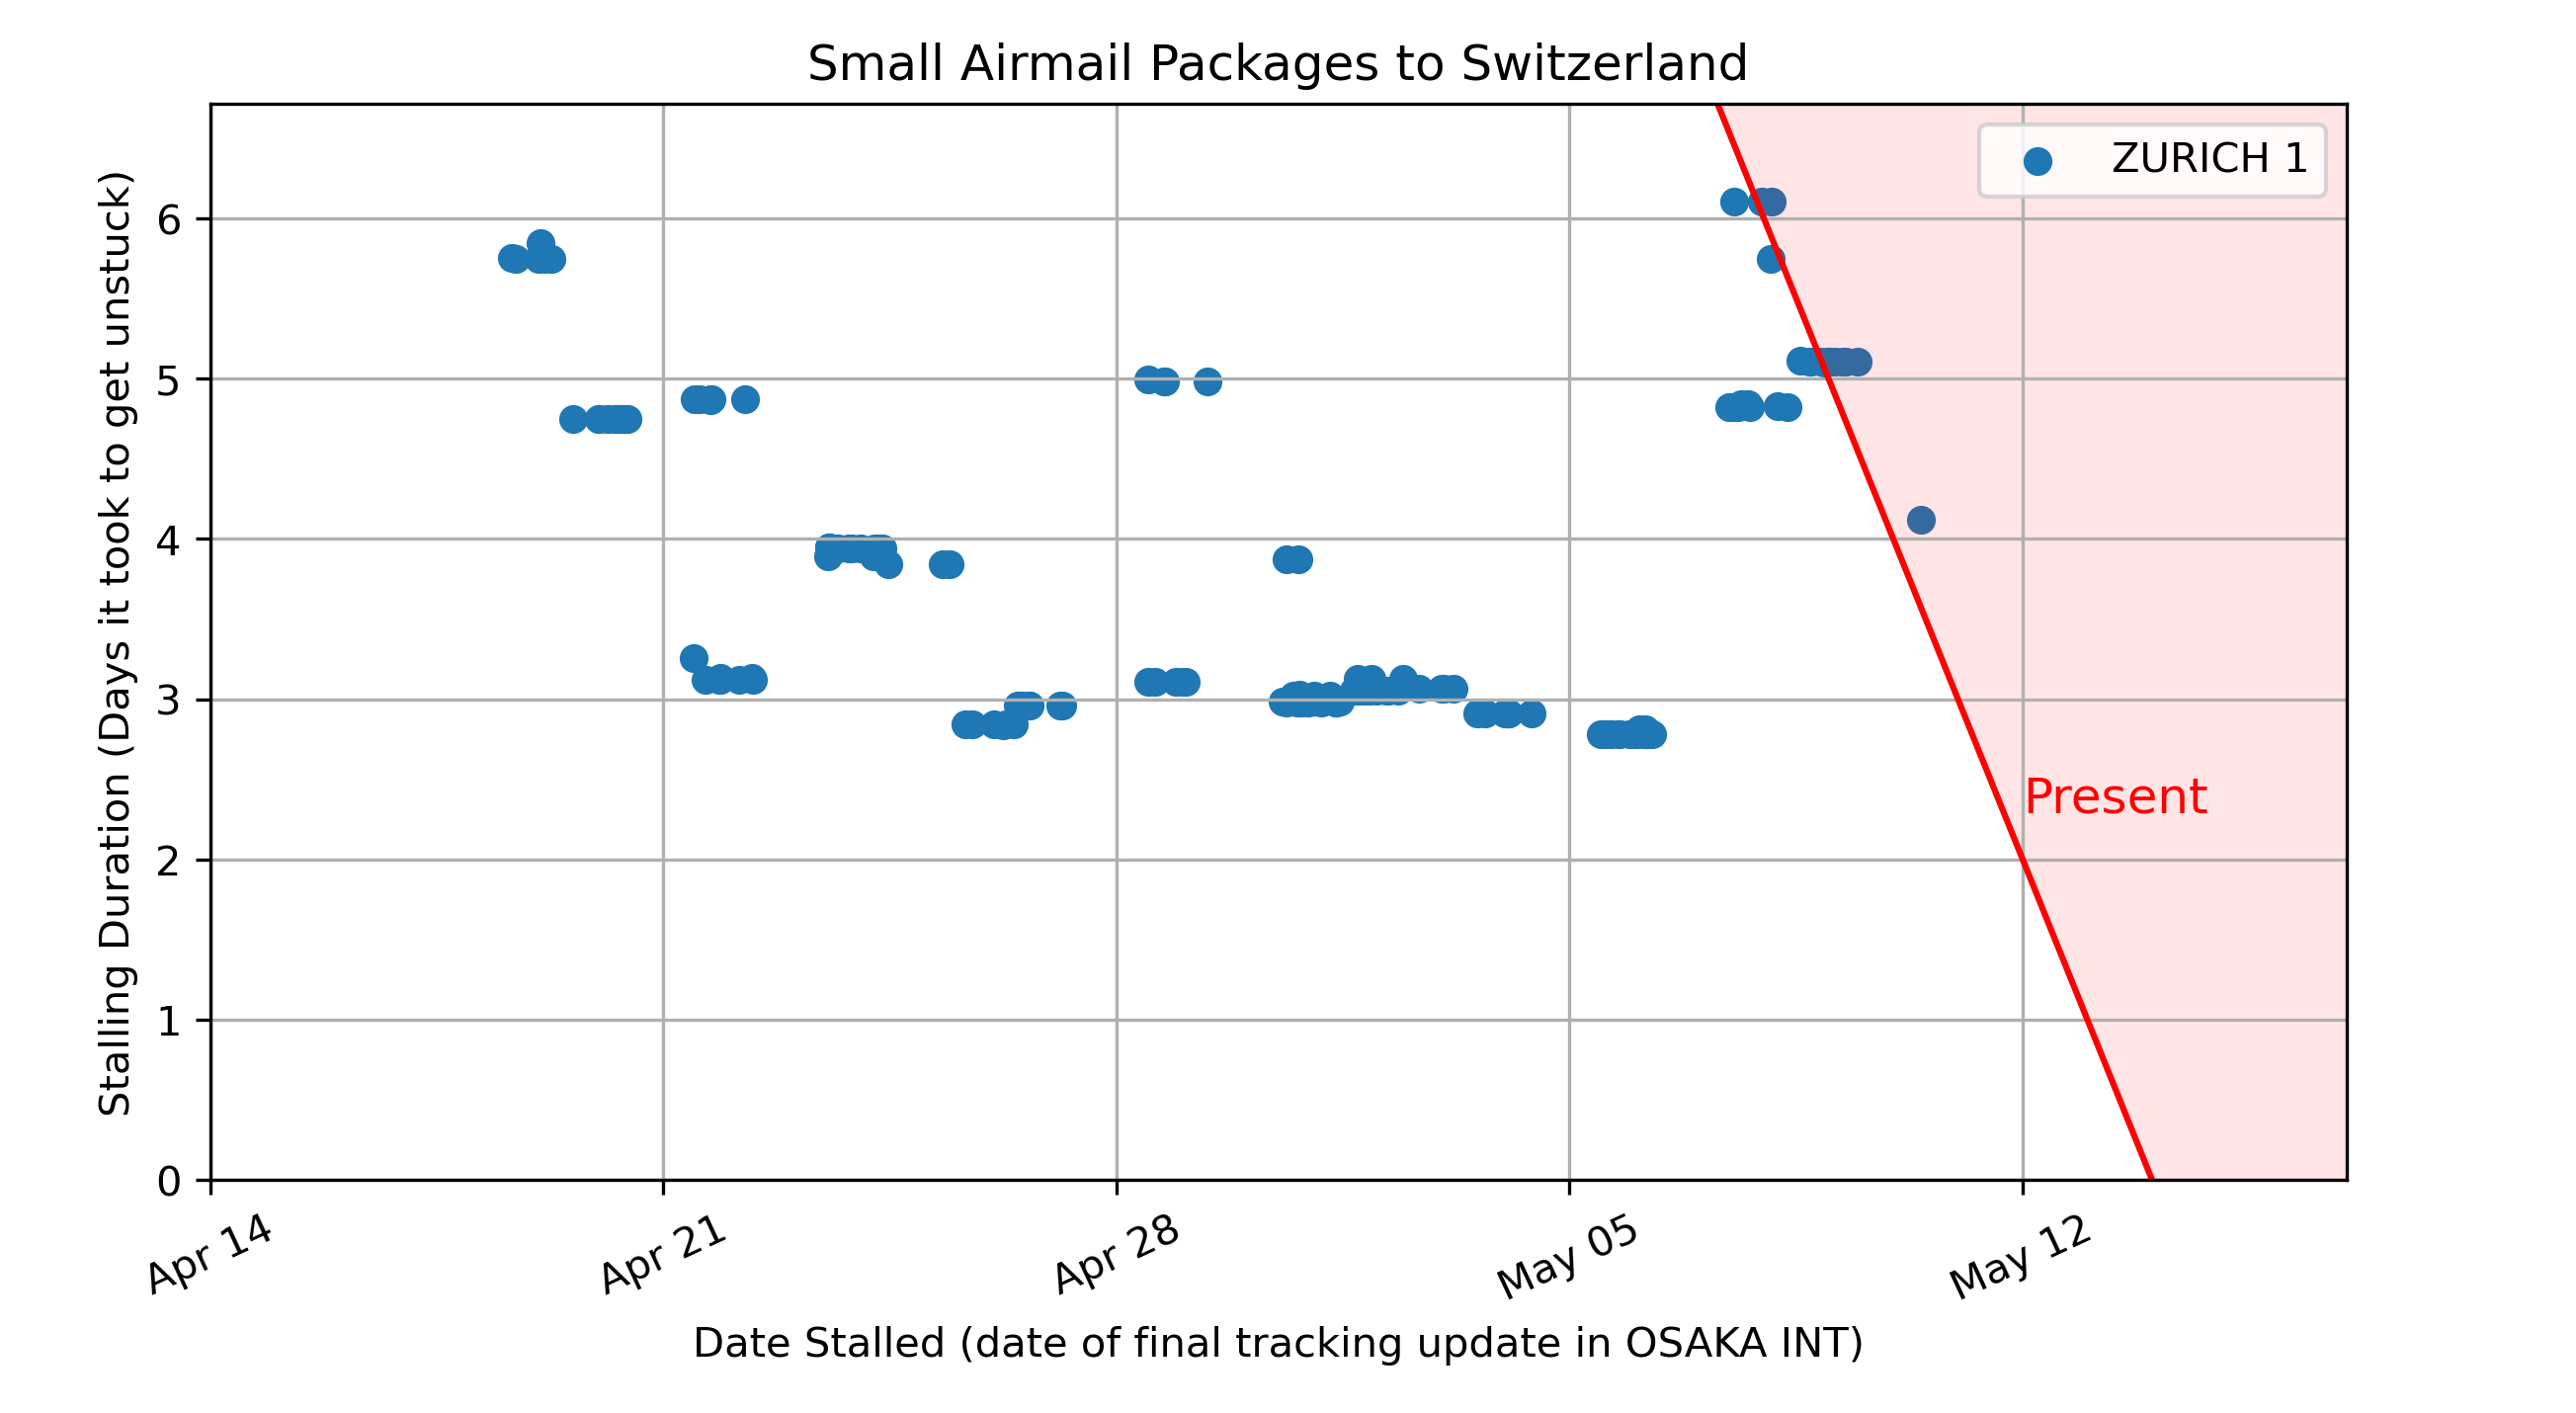 Small Airmail Packages to Switzerland
ZURICH 1
Stalling Duration (Days it took to get unstuck)
6
5
4
3
2
1
0
Present
Apr 14
Apr 21
Apr 28
May 05
May 12
Date Stalled (date of final tracking update in OSAKA INT)